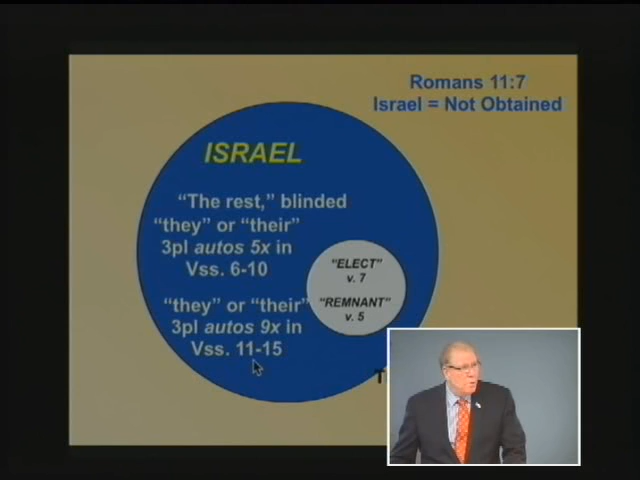 Romans 11:7
Israel = Not Obtained
ISRAEL
“The rest,” blinded
“they” or “their”
3pl autos 5x in
Vss. 6-10
“ELECT”
v. 7
“they” or “their”
“REMNANT”
3pl autos 9x in
v. 5
Vss. 11-15
T